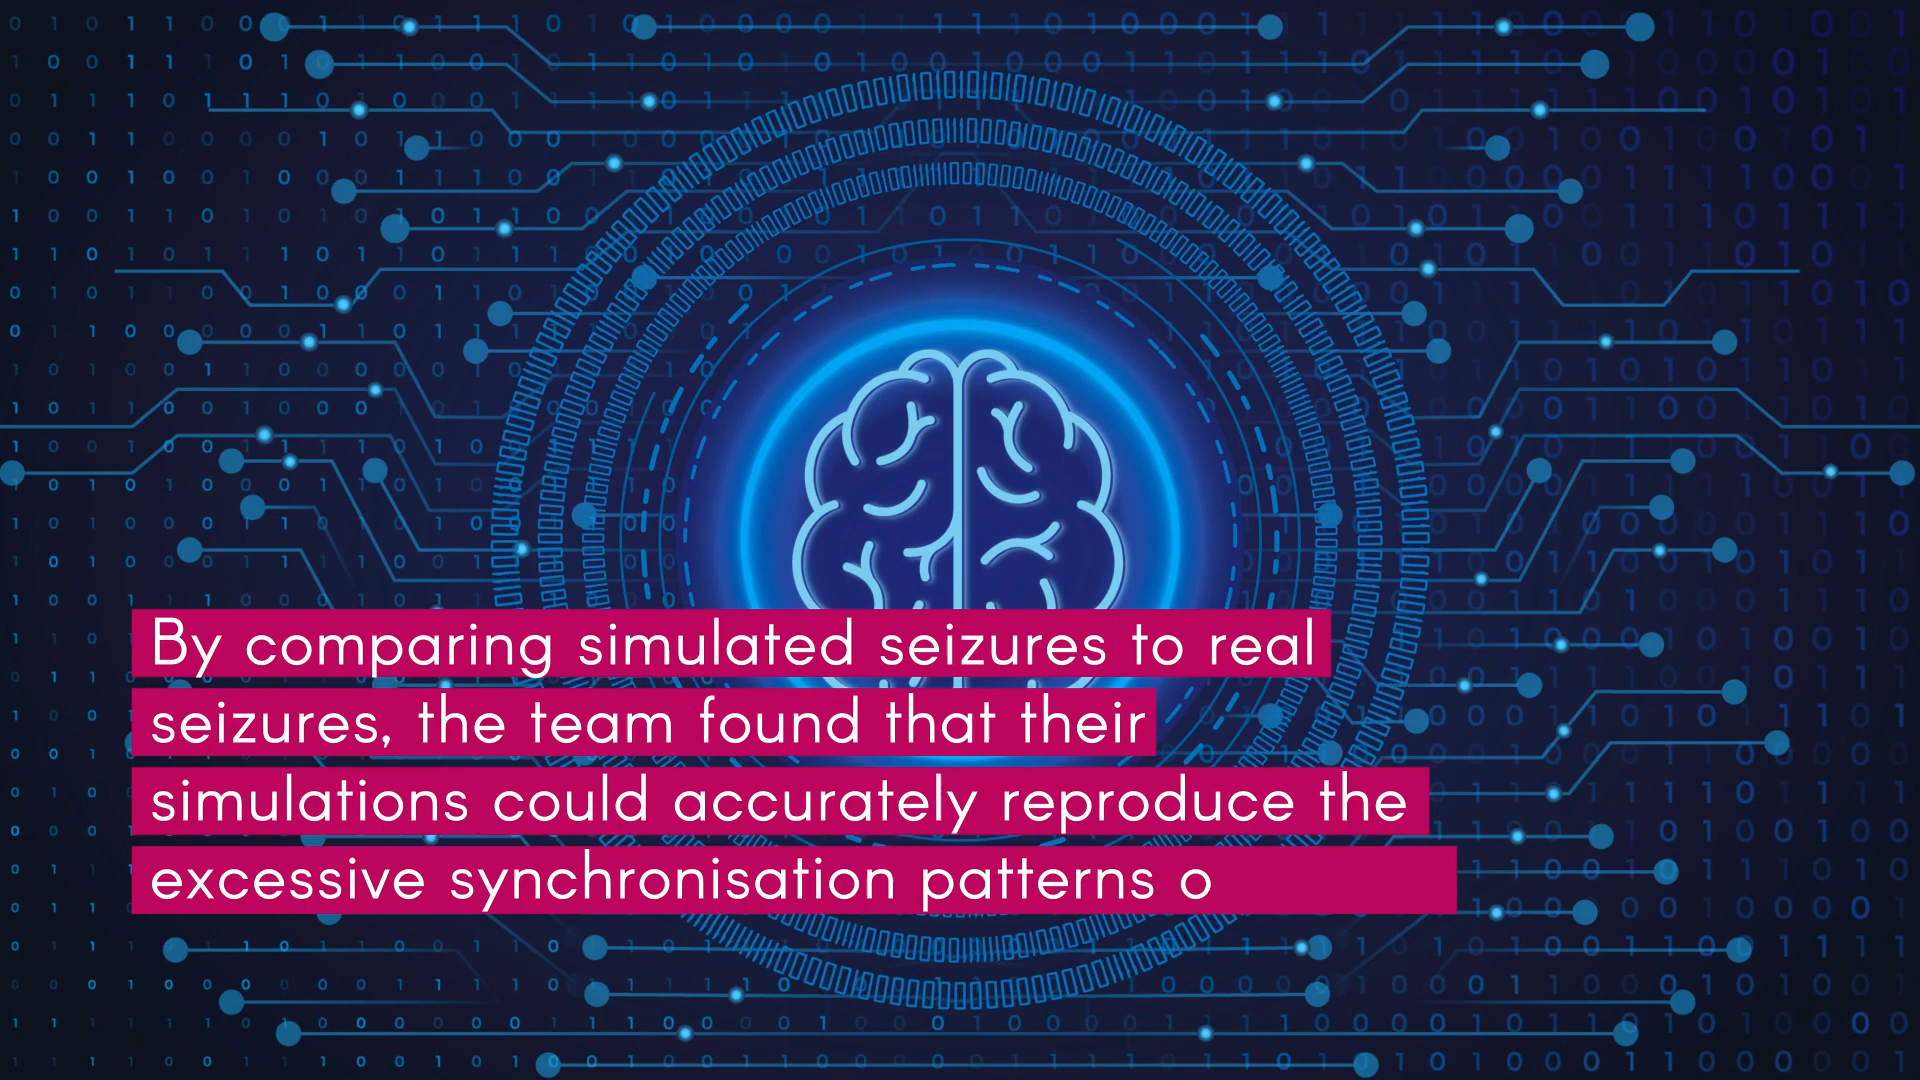 By comparing simulated seizures to real
seizures, the team found that their
simulations could accurately reproduce the
excessive synchronisation patterns o